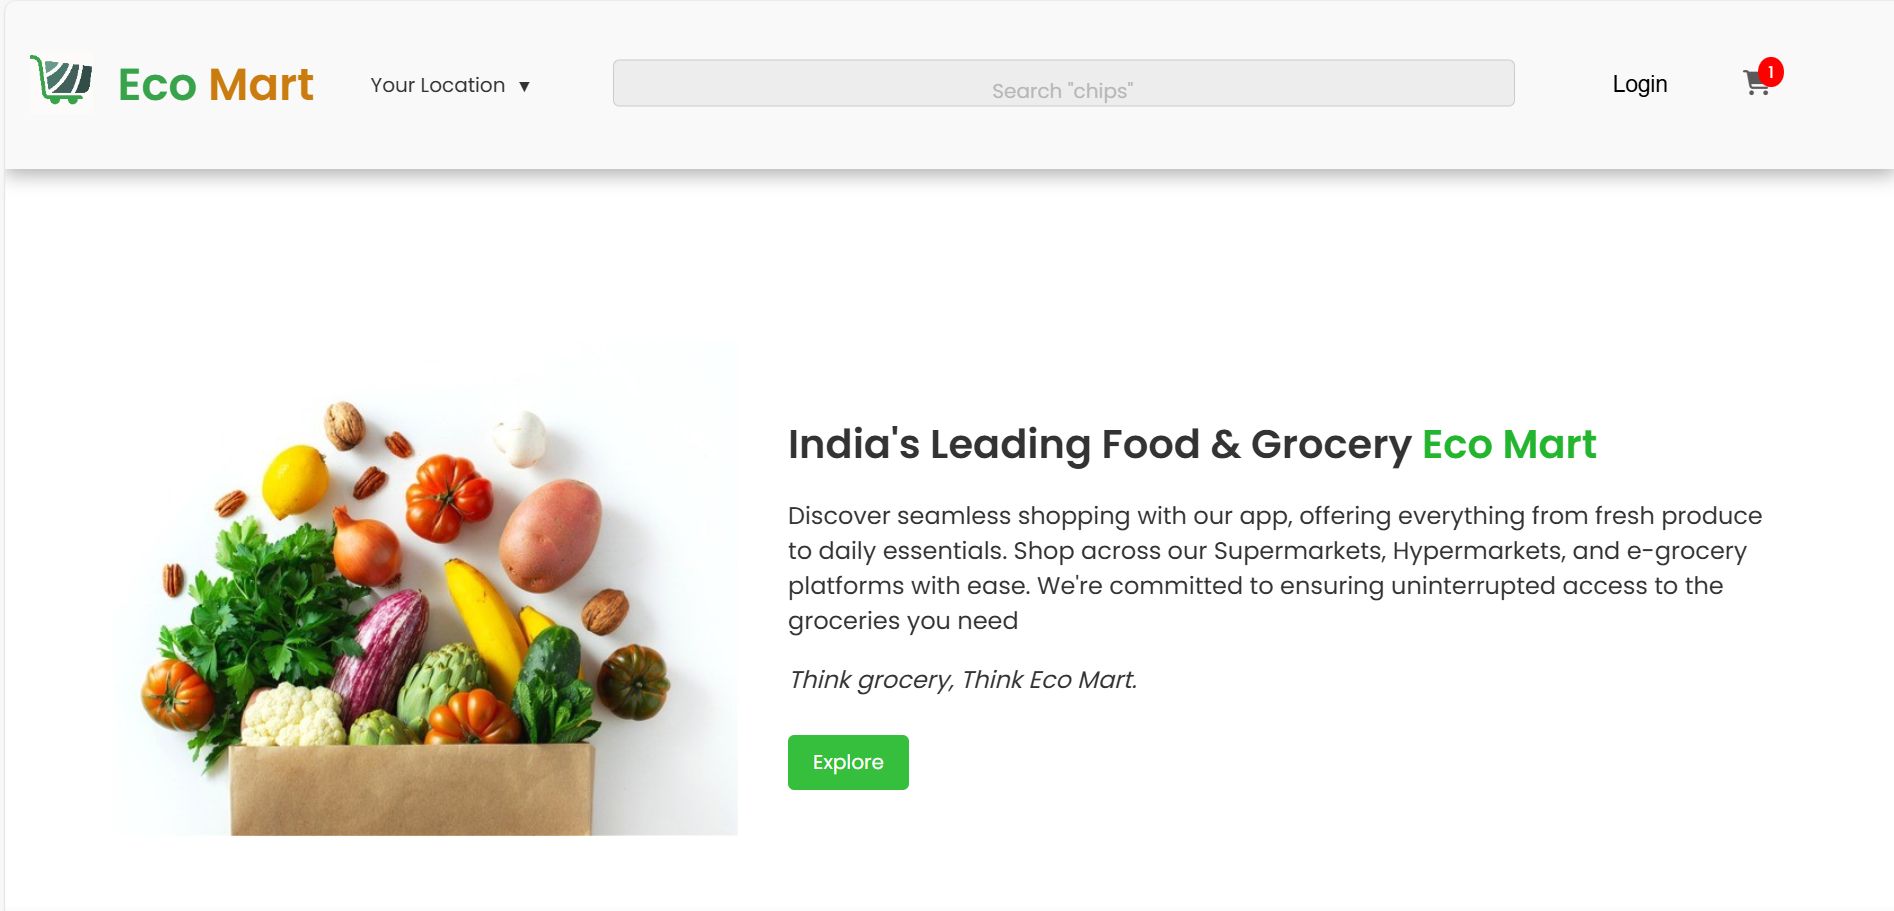 Eco Mart
Your Location ▼
Search "chips"
Login
1
India's Leading Food & Grocery Eco Mart
Discover seamless shopping with our app, offering everything from fresh produce
to daily essentials. Shop across our Supermarkets, Hypermarkets, and e-grocery
platforms with ease. We're committed to ensuring uninterrupted access to the
groceries you need
Think grocery, Think Eco Mart.
Explore